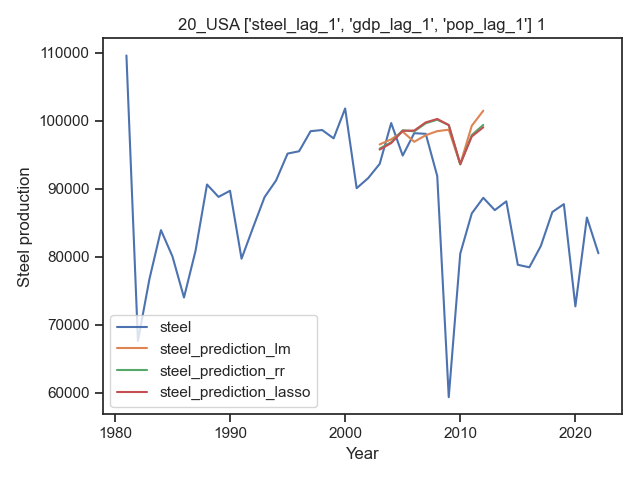 20_USA ['steel_lag_1', 'gdp_lag_1', 'pop_lag_1'] 1
110000
100000
90000
80000
70000
60000
Steel production
steel
steel_prediction_lm
steel_prediction_rr
steel_prediction_lasso
1980
1990
2000
2010
2020
Year